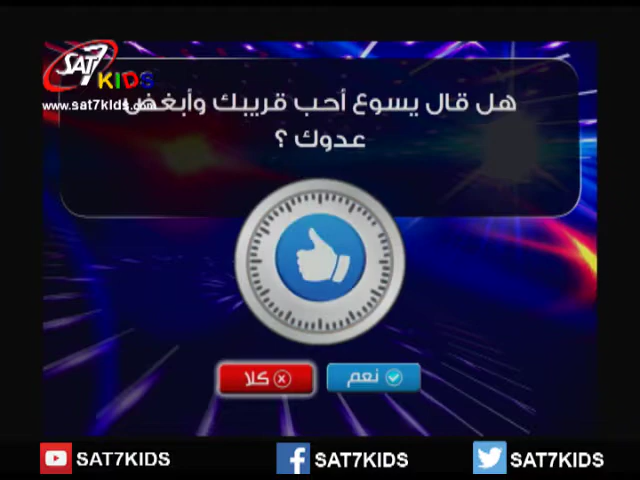 SAT7
KIDS
www.sat7kids.com
هل قال يسوع أحب قريبك وأبغض
عدوك ؟
كلا
نعم
SAT7KIDS
SAT7KIDS
SAT7KIDS